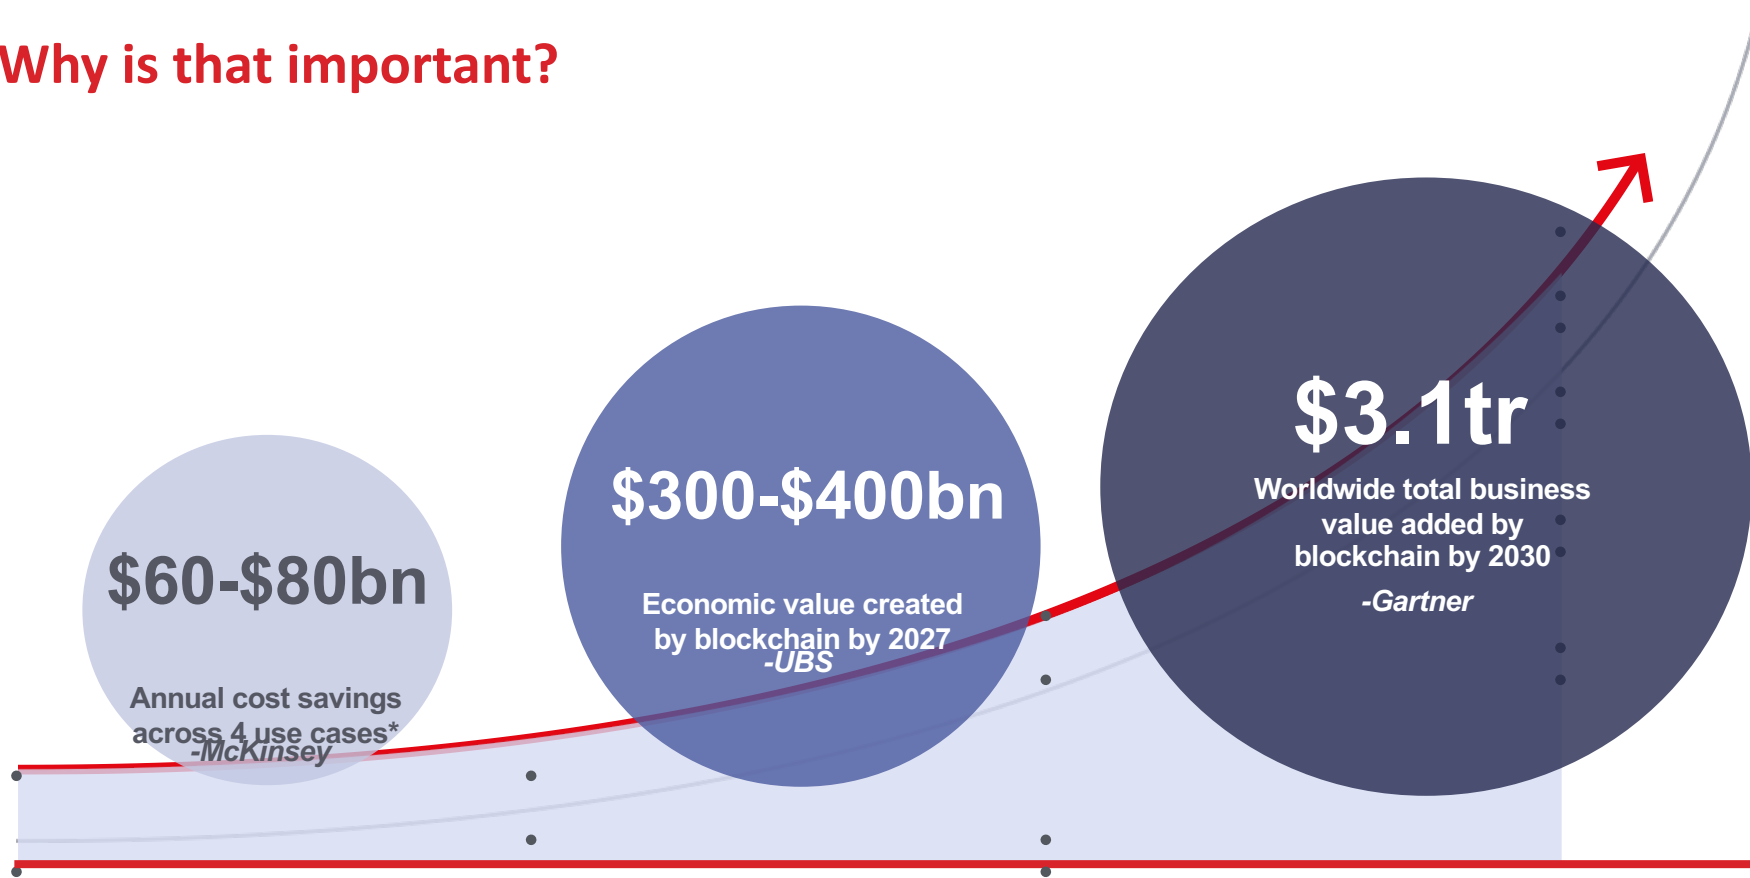 Why is that important?
$60-$80bn
Annual cost savings
across 4 use cases*
-McKinsey
$300-$400bn
Economic value created
by blockchain by 2027
-UBS
$3.1tr
Worldwide total business
value added by
blockchain by 2030
-Gartner